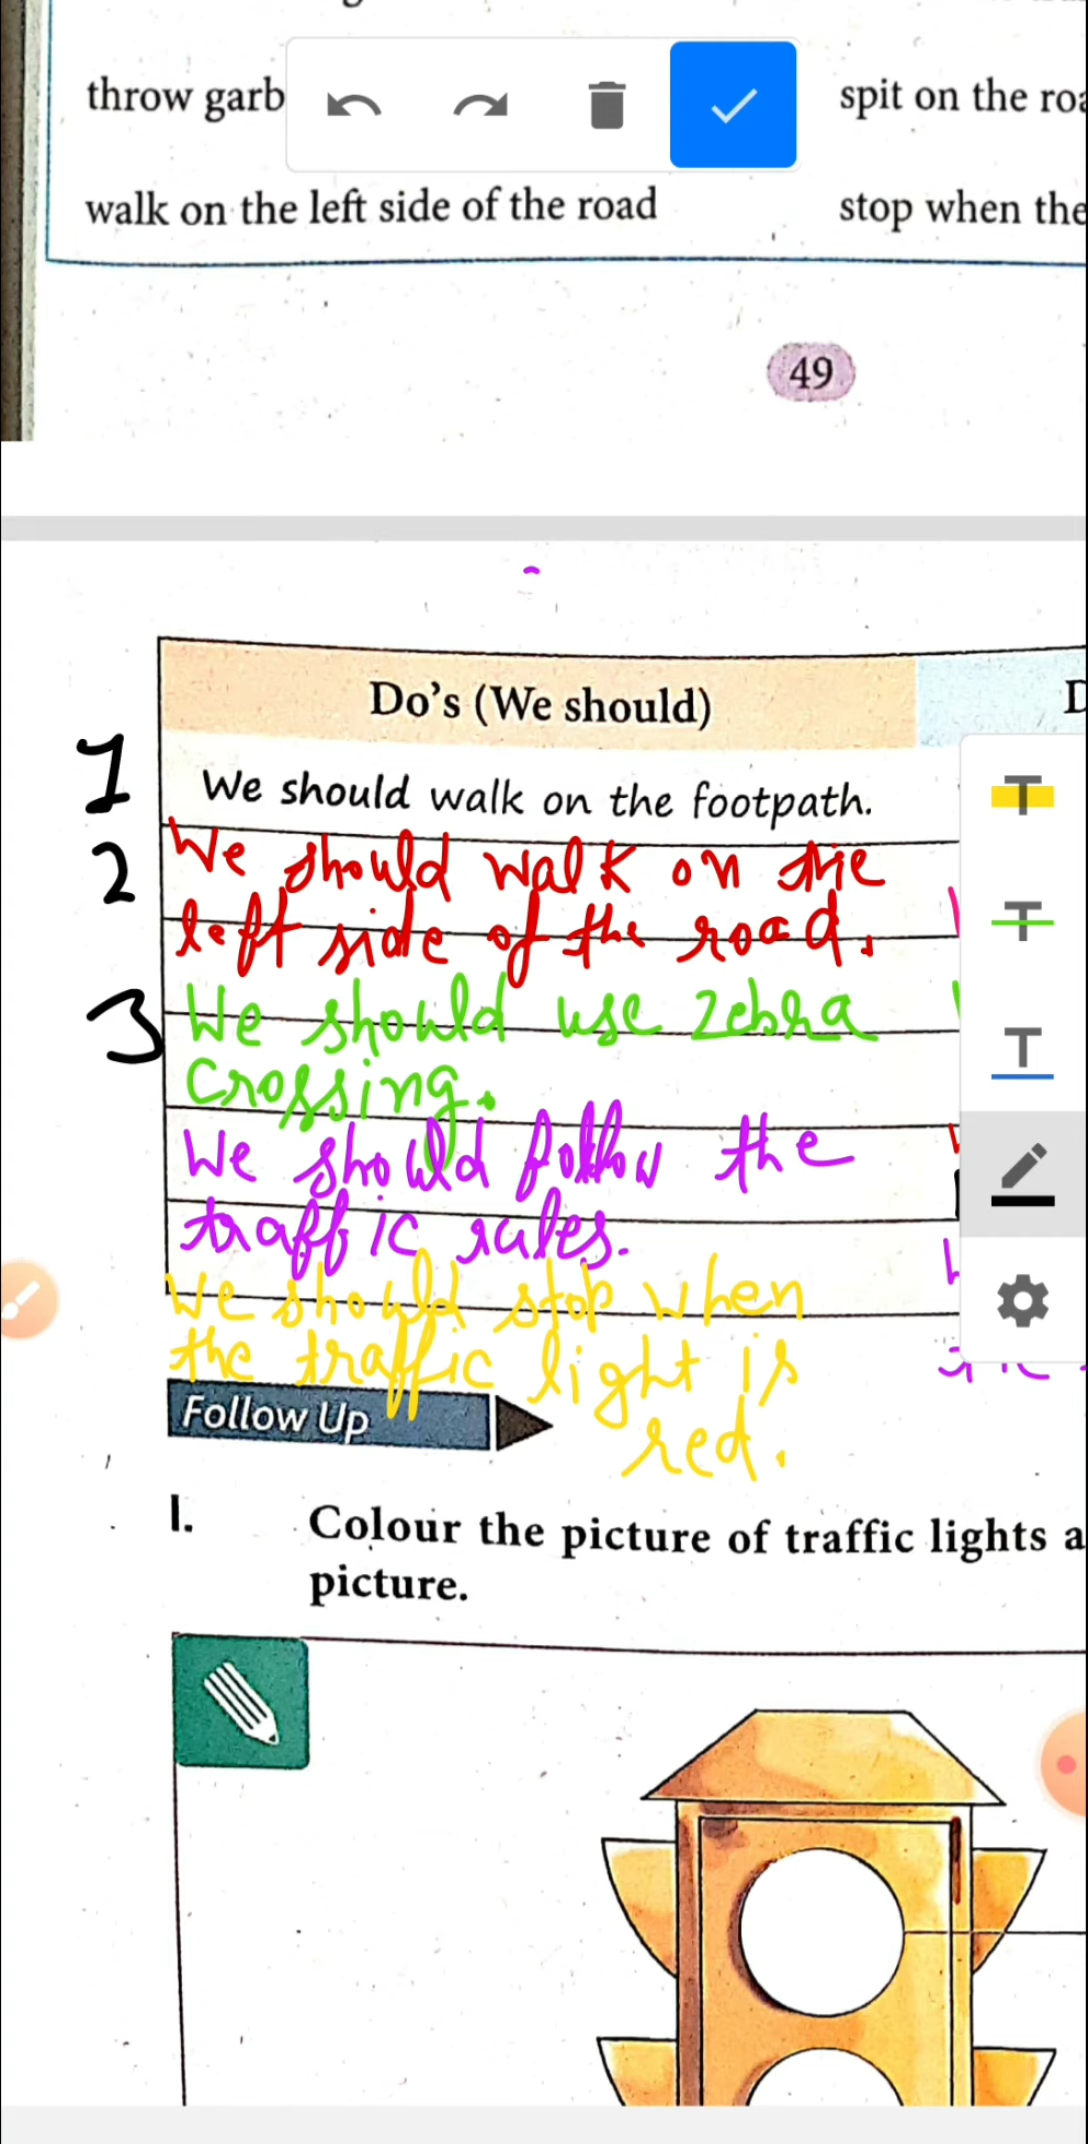 throw garb
spit on the roa
walk on the left side of the road
stop when the
49
Do's (We should)
1
We should walk on the footpath.
2
We should walk on the
left side of the road.
3
We should use Zebra
Crossing.
We should follow the
traffic rules.
We should stop when
the traffic light is
red.
Follow Up
I. Colour the picture of traffic lights a
picture.